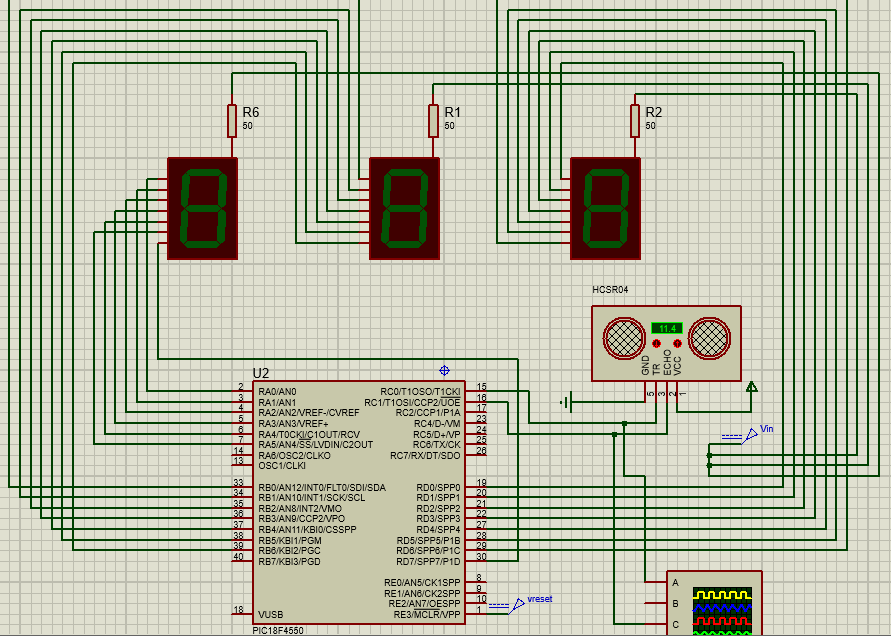 R6
50
R1
50
R2
50
HCSR04
11.4
GND
TR
ECHO
VCC
5
3
2
1
Vin
U2
2
RA0/AN0
3
RA1/AN1
4
RA2/AN2/VREF-/CVREF
5
RA3/AN3/VREF+
6
RA4/T0CKI/C1OUT/RCV
7
RA5/AN4/SS/LVDIN/C2OUT
14
RA6/OSC2/CLKO
13
OSC1/CLKI
33
RB0/AN12/INT0/FLT0/SDI/SDA
34
RB1/AN10/INT1/SCK/SCL
35
RB2/AN8/INT2/VMO
36
RB3/AN9/CCP2/VPO
37
RB4/AN11/KBI0/CSSPP
38
RB5/KBI1/PGM
39
RB6/KBI2/PGC
40
RB7/KBI3/PGD
18
VUSB
RC0/T1OSO/T1CKI
15
RC1/T1OSI/CCP2/UOE
16
RC2/CCP1/P1A
17
RC4/D-/VM
23
RC5/D+/VP
24
RC6/TX/CK
25
RC7/RX/DT/SDO
26
RD0/SPP0
19
RD1/SPP1
20
RD2/SPP2
21
RD3/SPP3
22
RD4/SPP4
27
RD5/SPP5/P1B
28
RD6/SPP6/P1C
29
RD7/SPP7/P1D
30
RE0/AN5/CK1SPP
8
RE1/AN6/CK2SPP
9
RE2/AN7/OESPP
10
RE3/MCLR/VPP
1
vreset
PIC18F4550
A
B
C